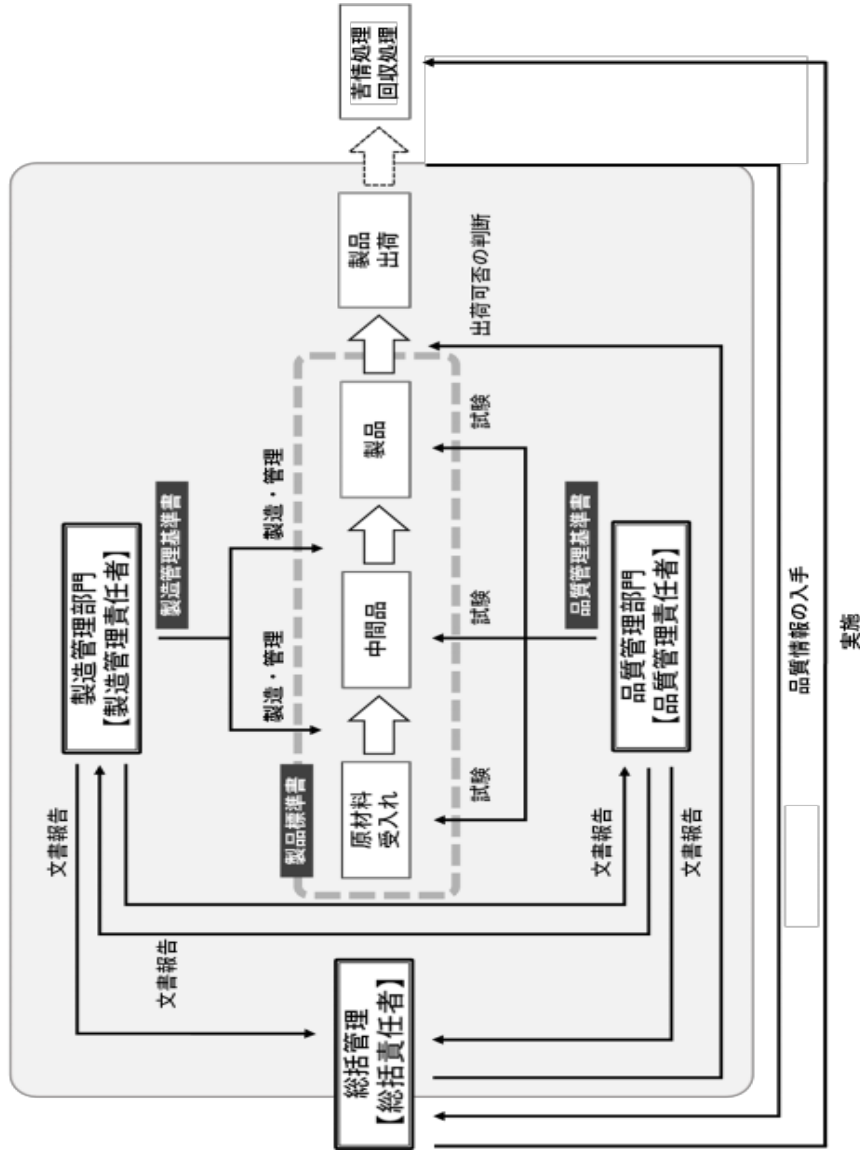 製造管理部門
【製造管理責任者】
製造管理基準書
文書報告
文書報告
製造・管理
製造・管理
製品標準書
総括管理
【総括責任者】
原材料
受入れ
中間品
製品
製品
出荷
苦情処理
回収処理
試験
試験
試験
出荷可否の判断
文書報告
文書報告
品質管理基準書
品質管理部門
【品質管理責任者】
品質情報の入手
実施